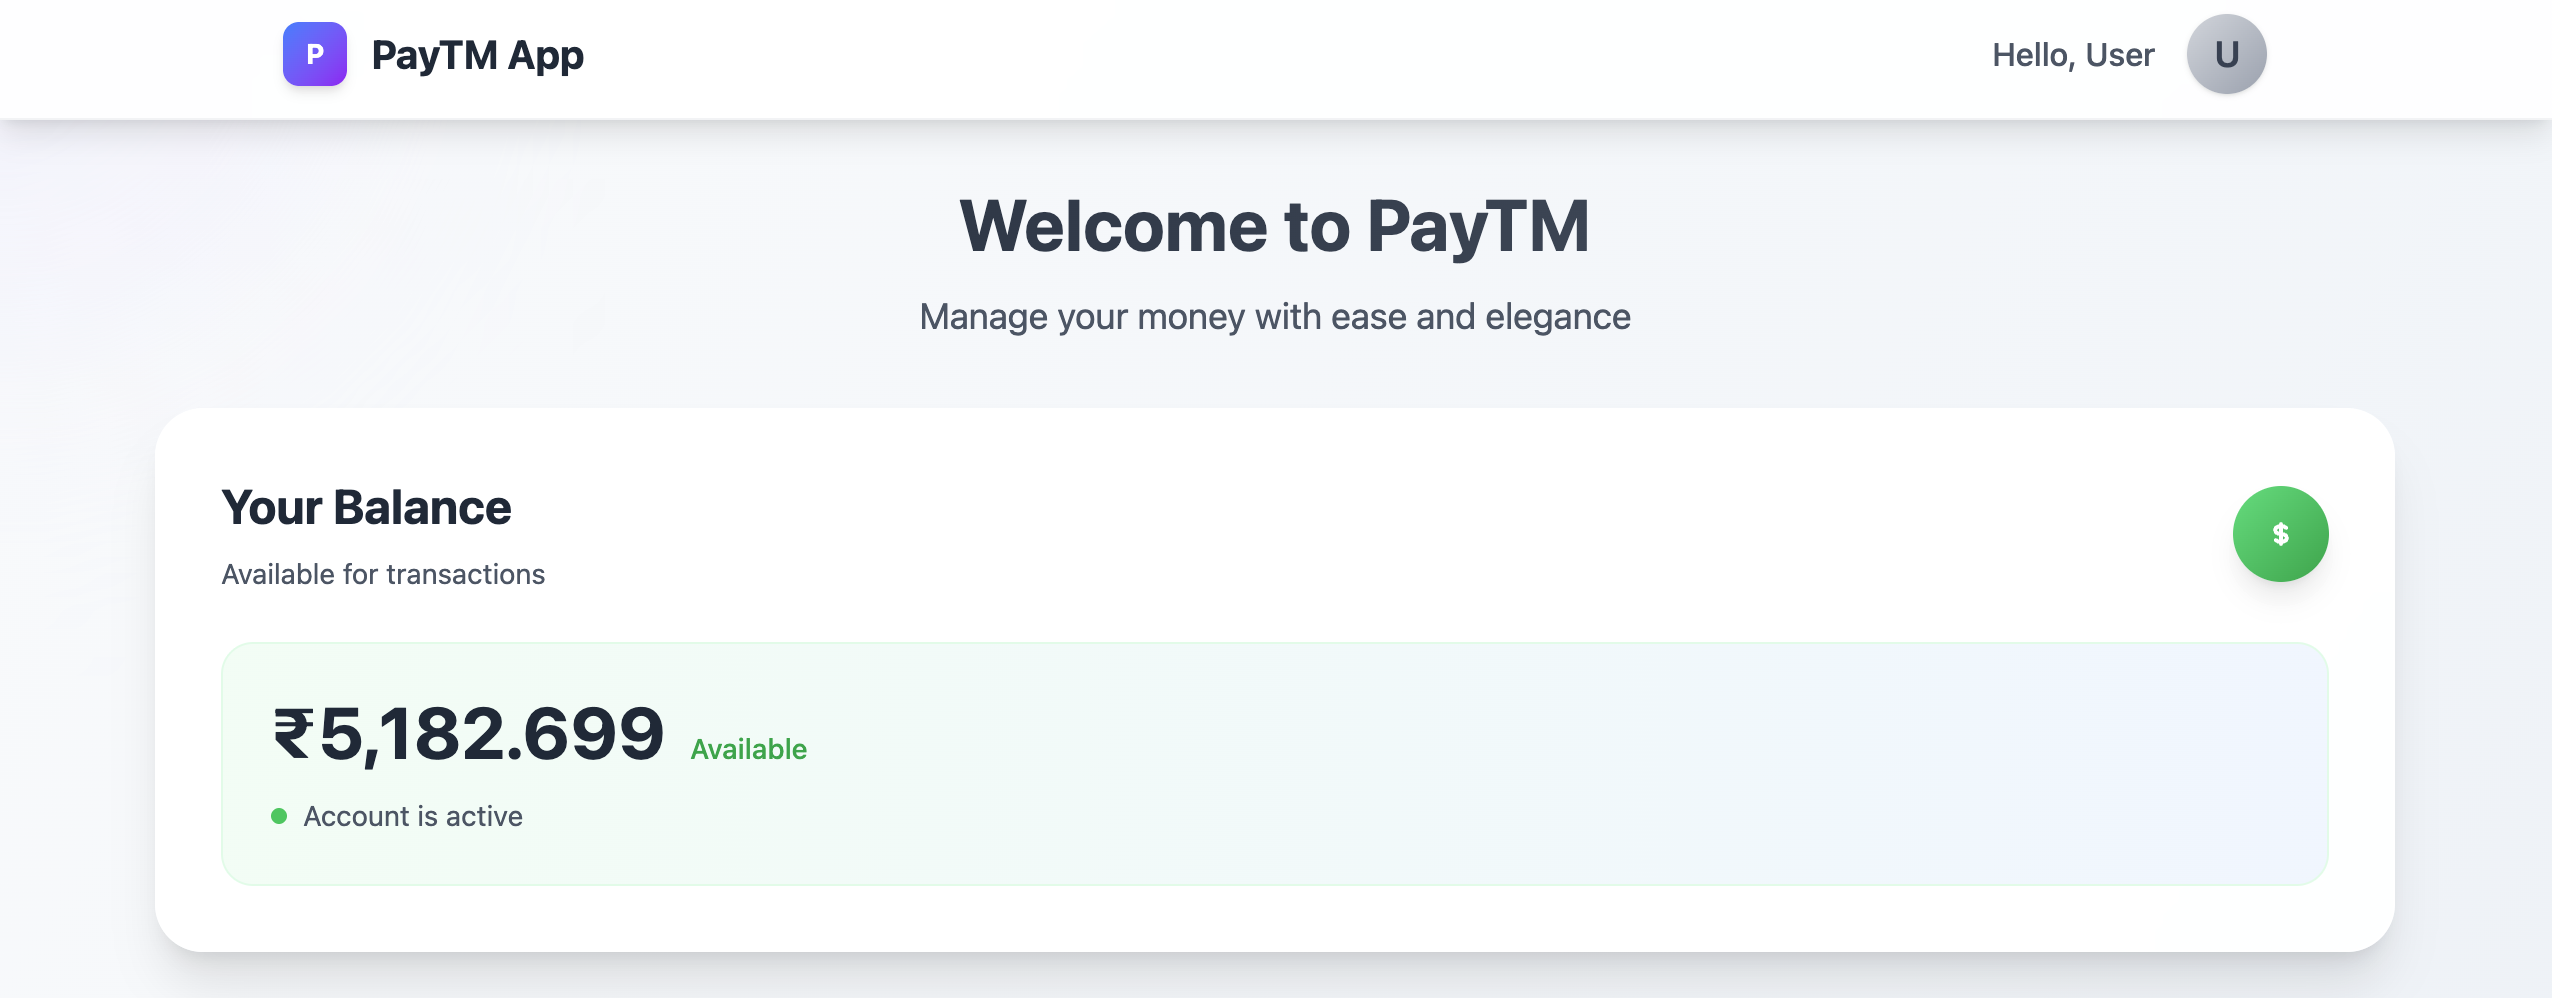 P PayTM App
Hello, User U
Welcome to PayTM
Manage your money with ease and elegance
Your Balance
Available for transactions
$
₹5,182.699 Available
Account is active